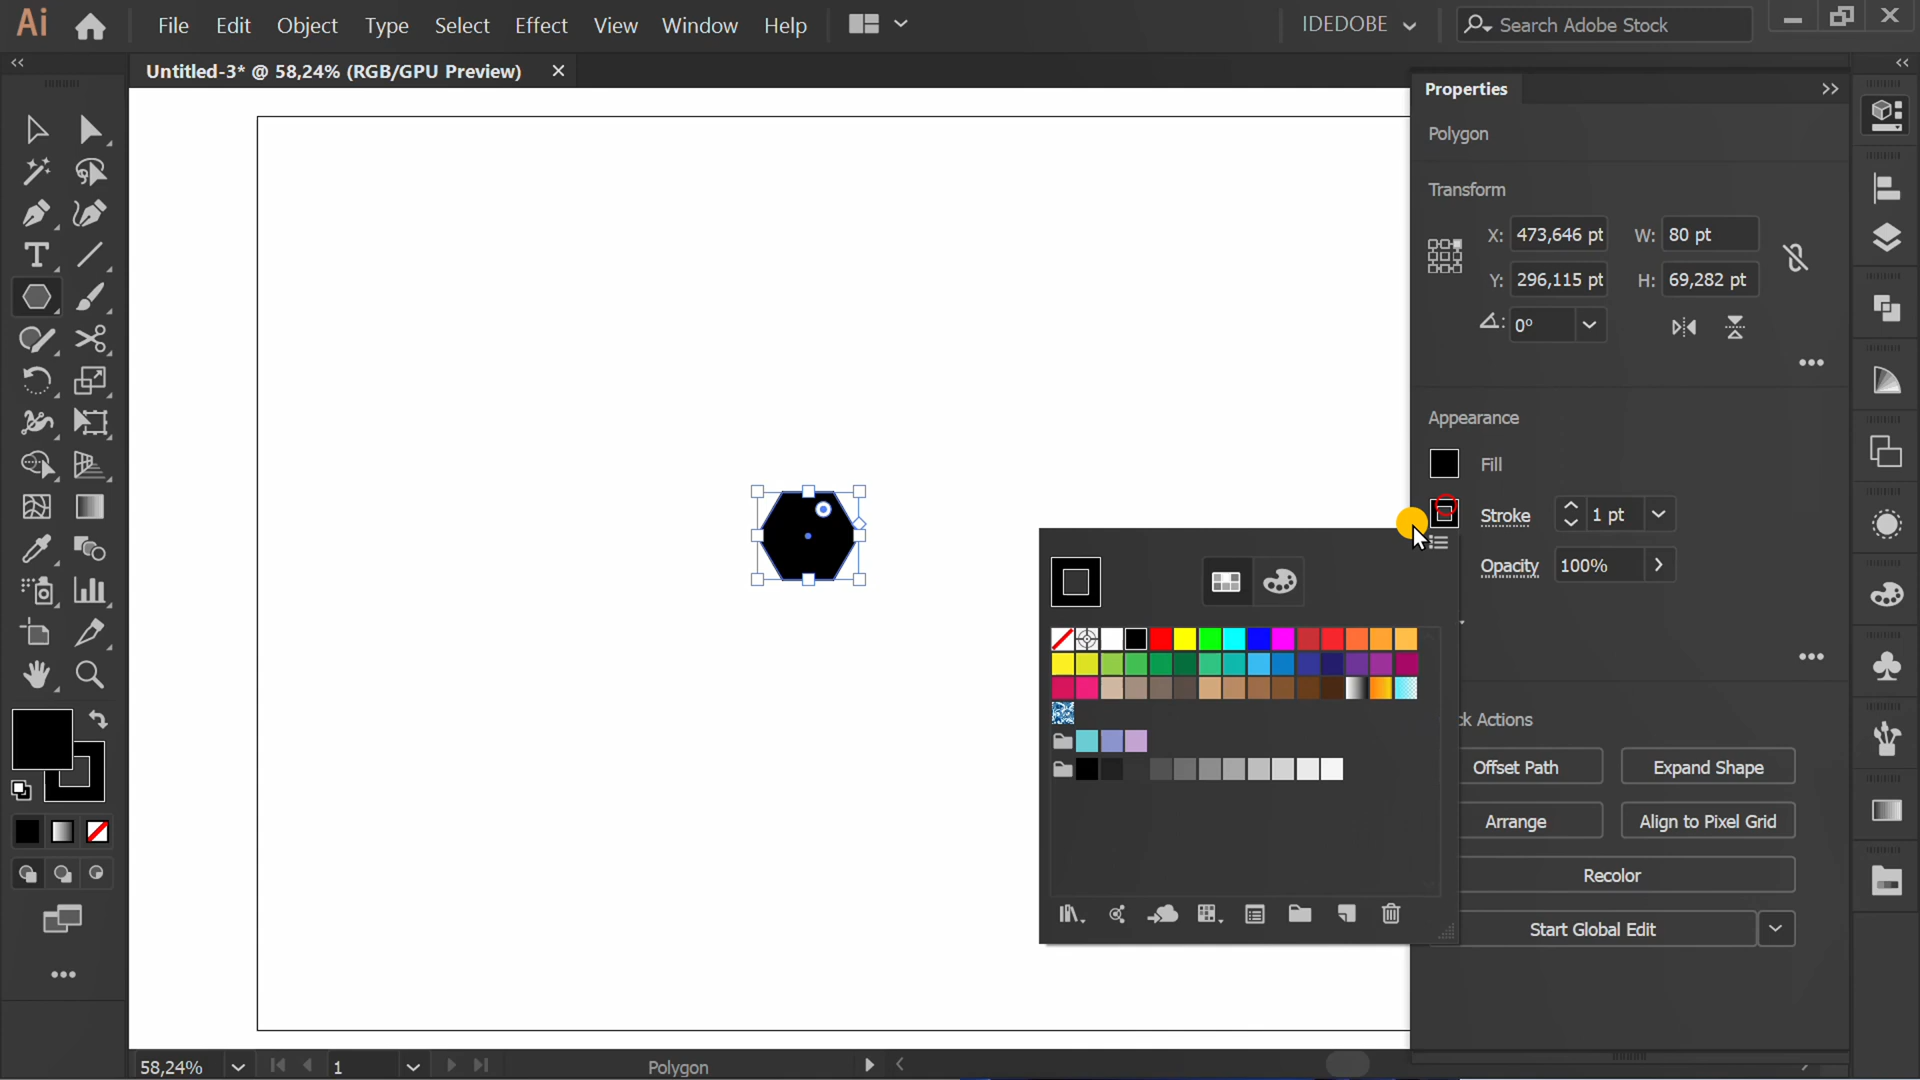 Ai File Edit Object Type Select Effect View Window Help IDEDOBE Search Adobe Stock
Untitled-3* @ 58,24% (RGB/GPU Preview)
Properties
Polygon
Transform
X: 473,646 pt W: 80 pt
Y: 296,115 pt H: 69,282 pt
0°
Appearance
Fill
Stroke 1 pt
Opacity 100%
ck Actions
Offset Path Expand Shape
Arrange Align to Pixel Grid
Recolor
Start Global Edit
58,24% 1 Polygon